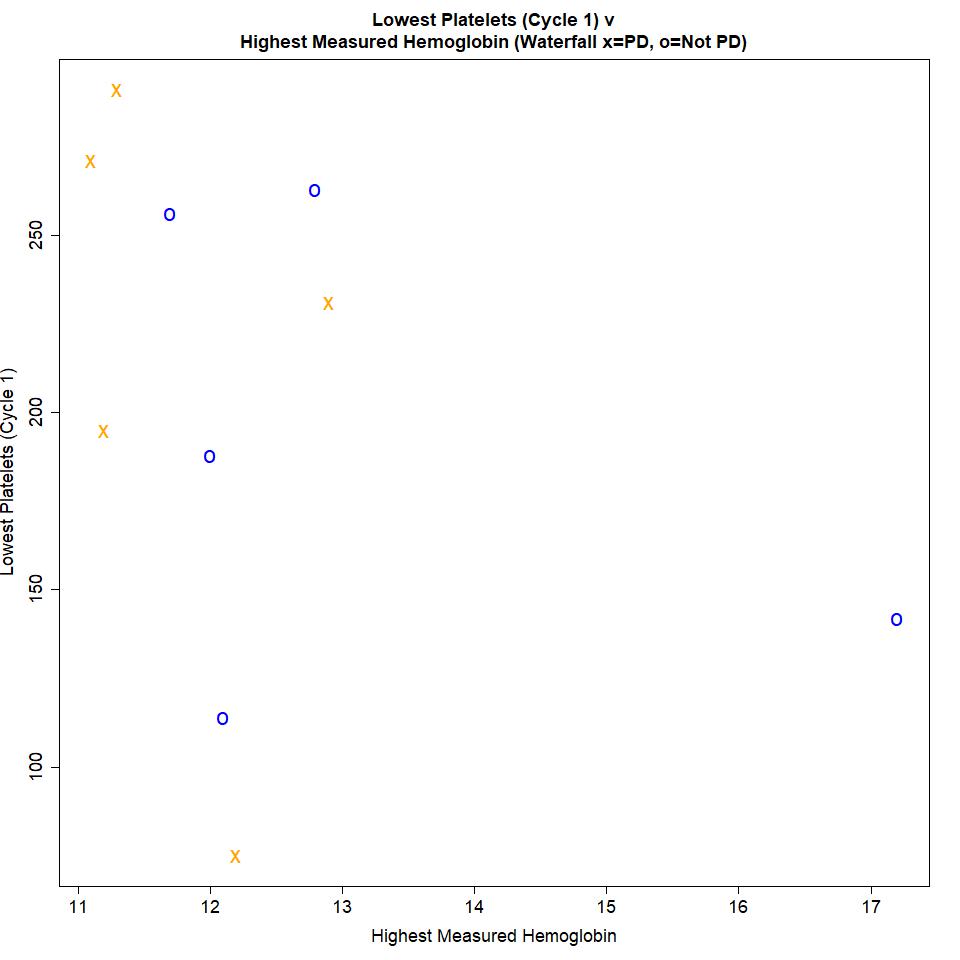 Lowest Platelets (Cycle 1) v
Highest Measured Hemoglobin (Waterfall x=PD, o=Not PD)
Lowest Platelets (Cycle 1)
250
200
150
100
X
X
O
O
X
X
O
O
O
X
11 12 13 14 15 16 17
Highest Measured Hemoglobin